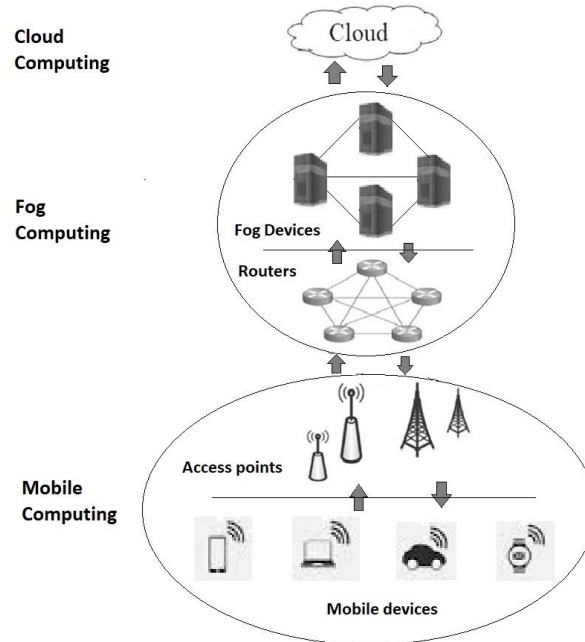 Cloud
Computing
Cloud
Fog
Computing
Fog Devices
Routers
Mobile
Computing
Access points
Mobile devices